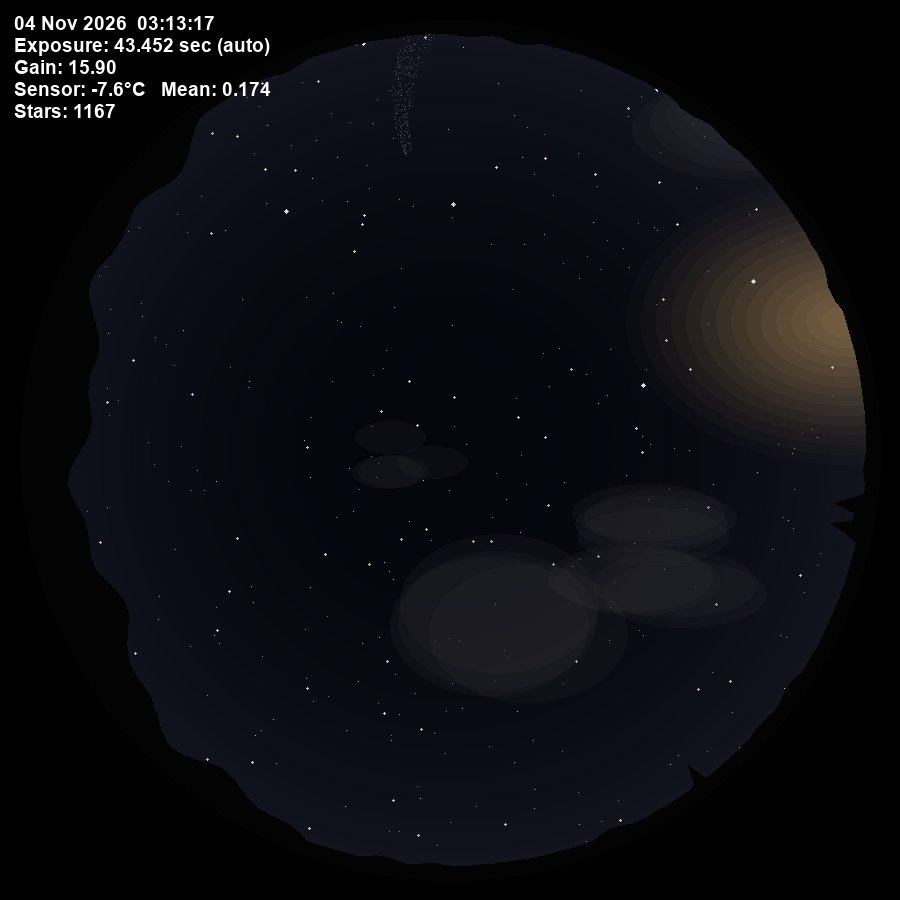 04 Nov 2026  03:13:17
Exposure: 43.452 sec (auto)
Gain: 15.90
Sensor: -7.6°C   Mean: 0.174
Stars: 1167